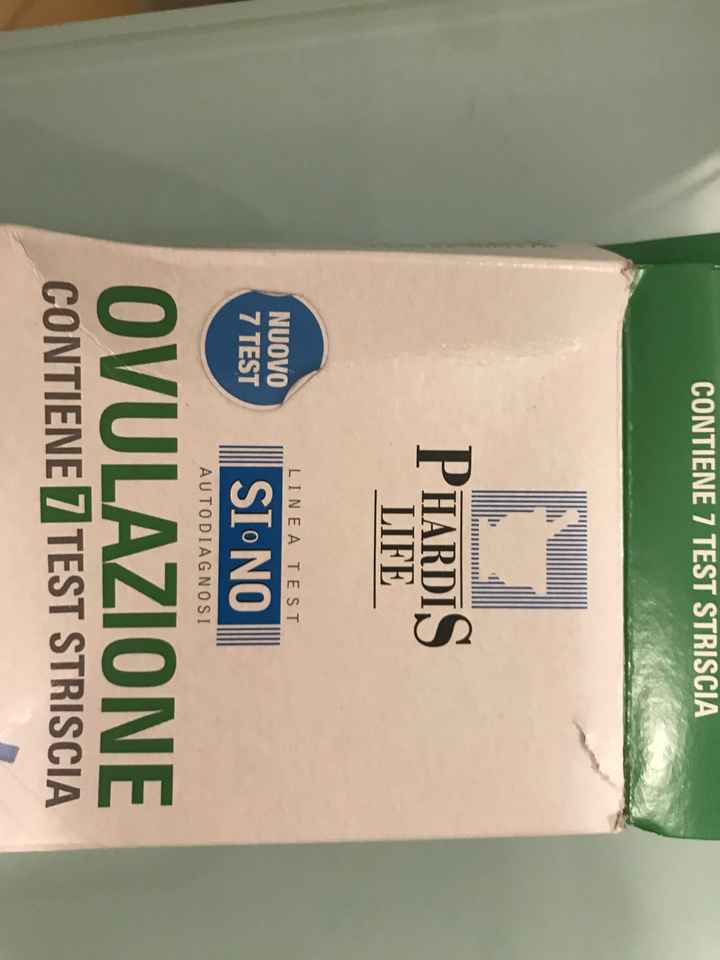 CONTIENE 7 TEST STRISCIA
PHARDIS
LIFE
NUOVO
7 TEST
LINEA TEST
SI o NO
AUTODIAGNOSI
OVULAZIONE
CONTIENE 7 TEST STRISCIA